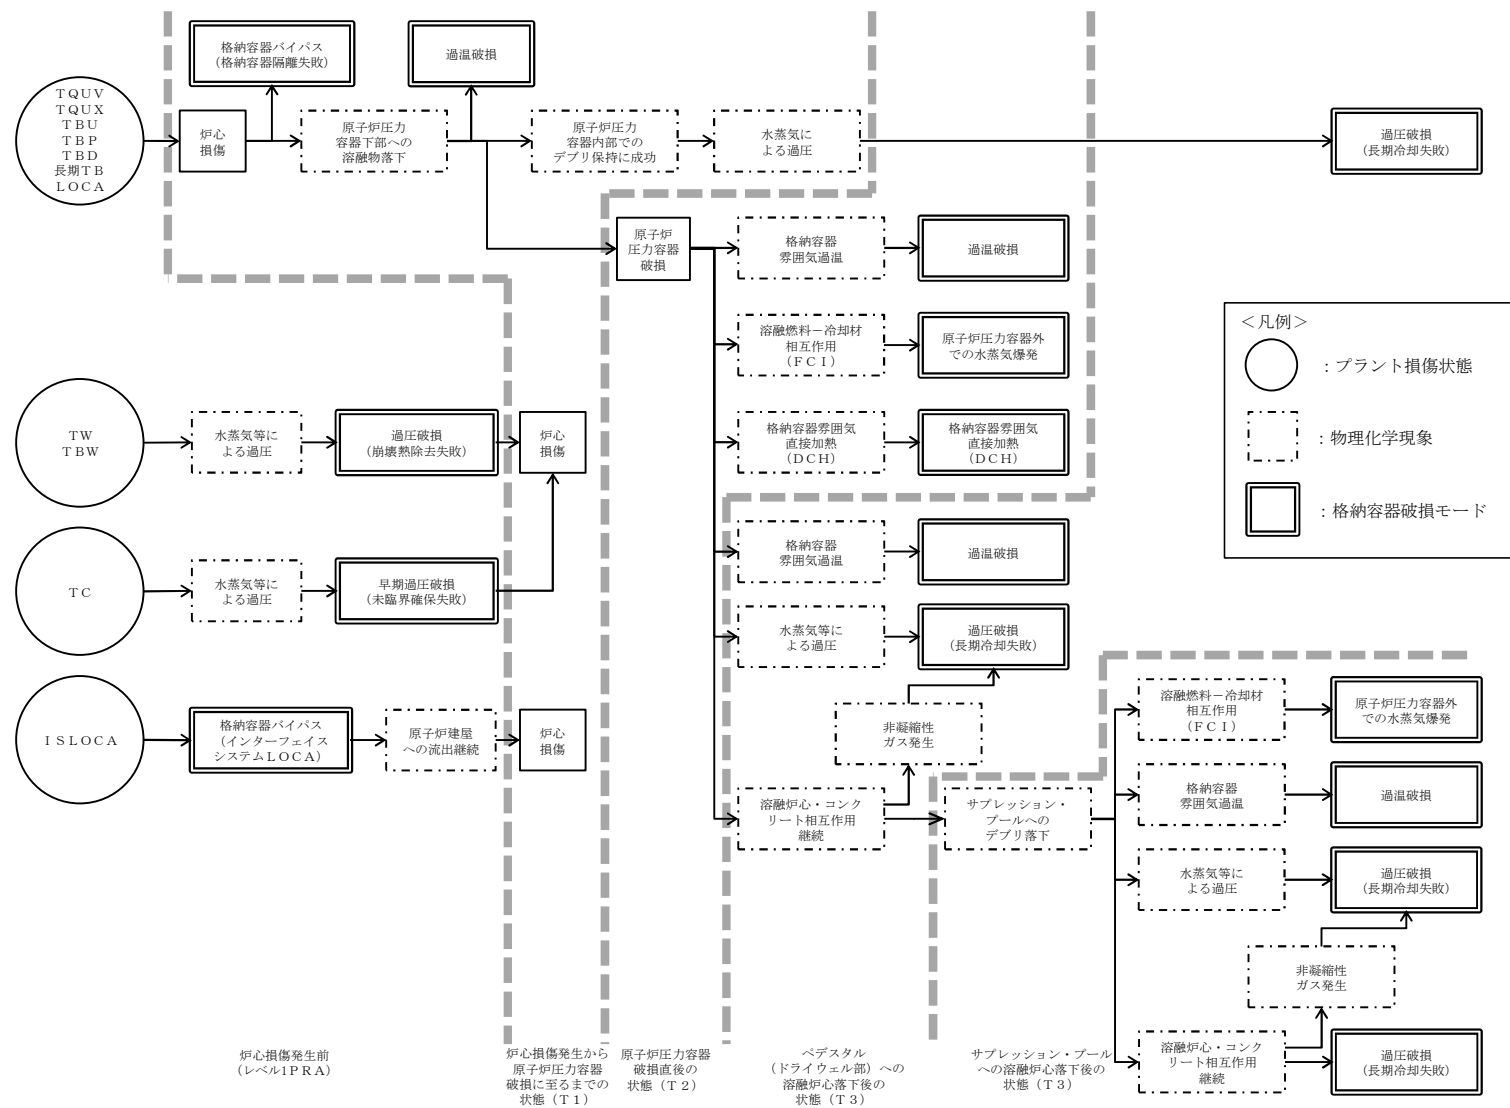 格納容器バイパス
（格納容器隔離失敗）
過温破損
ＴＱＵＶ
ＴＱＵＸ
ＴＢＵ
ＴＢＰ
ＴＢＤ
長期ＴＢ
ＬＯＣＡ
炉心
損傷
原子炉圧力
容器下部への
溶融物落下
原子炉圧力
容器内部での
デブリ保持に成功
水蒸気に
よる過圧
過圧破損
（長期冷却失敗）
原子炉
圧力容器
破損
格納容器
雰囲気過温
過温破損
溶融燃料－冷却材
相互作用
（ＦＣＩ）
原子炉圧力容器外
での水蒸気爆発
格納容器雰囲気
直接加熱
（ＤＣＨ）
格納容器雰囲気
直接加熱
（ＤＣＨ）
＜凡例＞
：プラント損傷状態
：物理化学現象
：格納容器破損モード
ＴＷ
ＴＢＷ
水蒸気等に
よる過圧
過圧破損
（崩壊熱除去失敗）
炉心
損傷
格納容器
雰囲気過温
過温破損
ＴＣ
水蒸気等に
よる過圧
早期過圧破損
（未臨界確保失敗）
水蒸気等に
よる過圧
過圧破損
（長期冷却失敗）
ＩＳＬＯＣＡ
格納容器バイパス
（インターフェイス
システムＬＯＣＡ）
原子炉建屋
への流出継続
炉心
損傷
非凝縮性
ガス発生
溶融炉心・コンク
リート相互作用
継続
サプレッション・
プールへの
デブリ落下
溶融燃料－冷却材
相互作用
（ＦＣＩ）
原子炉圧力容器外
での水蒸気爆発
格納容器
雰囲気過温
過温破損
水蒸気等に
よる過圧
過圧破損
（長期冷却失敗）
非凝縮性
ガス発生
溶融炉心・コンク
リート相互作用
継続
過圧破損
（長期冷却失敗）
炉心損傷発生前
（レベル1ＰＲＡ）
炉心損傷発生から
原子炉圧力容器
破損に至るまでの
状態（Ｔ１）
原子炉圧力容器
破損直後の
状態（Ｔ２）
ペデスタル
（ドライウェル部）への
溶融炉心落下後の
状態（Ｔ３）
サプレッション・プール
への溶融炉心落下後の
状態（Ｔ３）